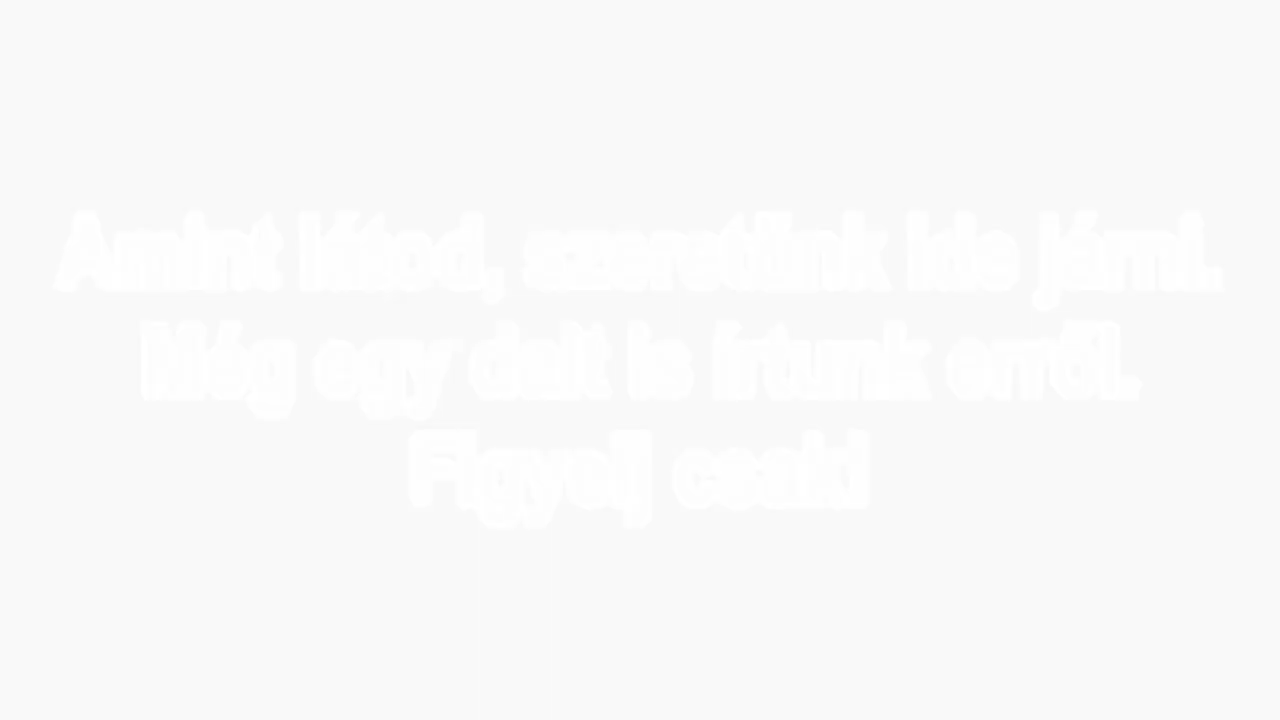 Amint látod, szeretünk ide járni.
Még egy dalt is írtunk erről.
Figyelj csak!